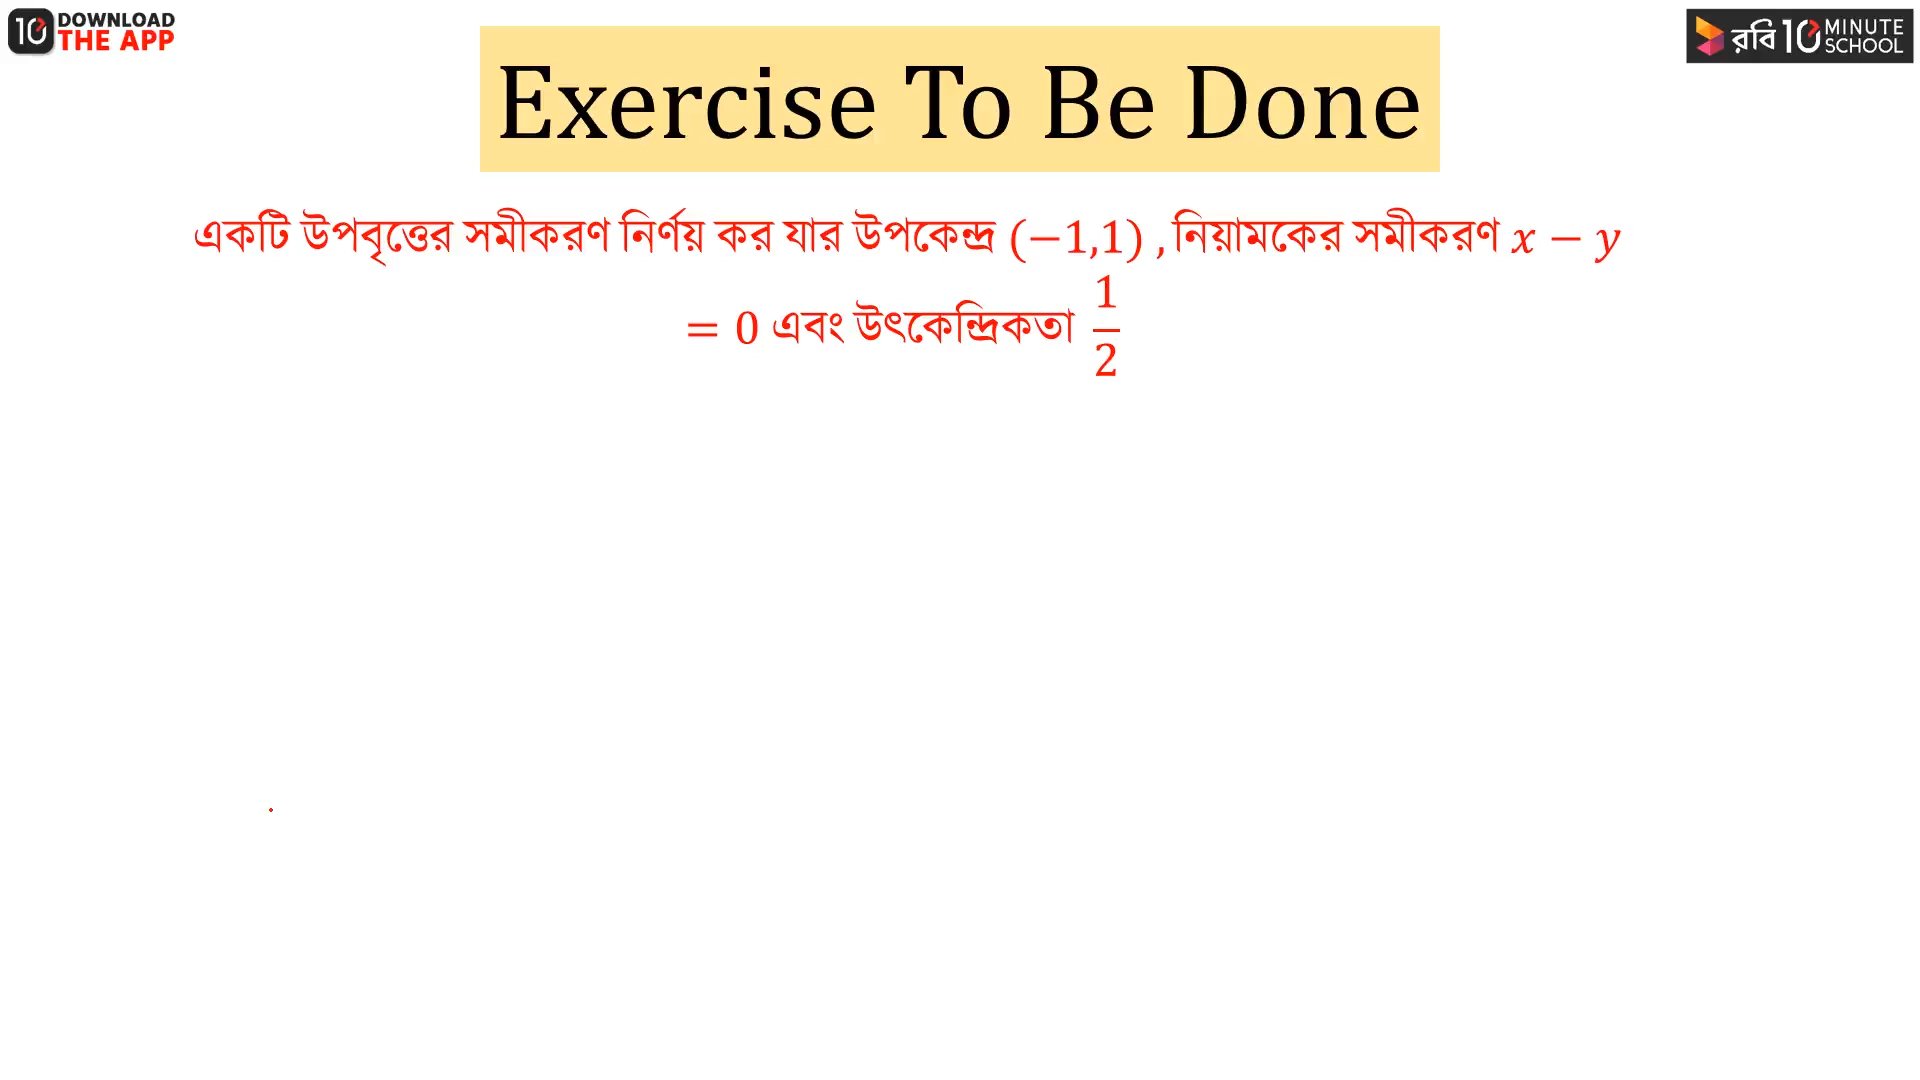 DOWNLOAD
THE APP
রবি 10 MINUTE SCHOOL
Exercise To Be Done
একটি উপবৃত্তের সমীকরণ নির্ণয় কর যার উপকেন্দ্র (−1,1) , নিয়ামকের সমীকরণ x − y
= 0 এবং উৎকেন্দ্রিকতা 1/2